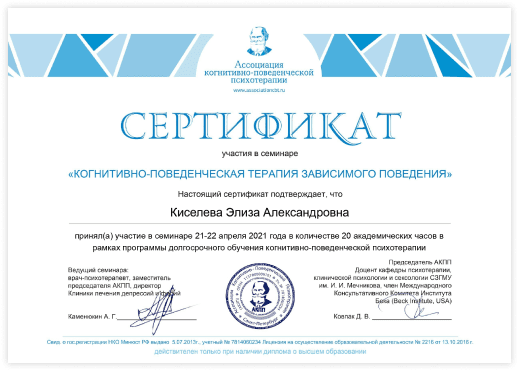 Ассоциация
когнитивно-поведенческой
психотерапии
www.associationcbt.ru
СЕРТИФИКАТ
участия в семинаре
«КОГНИТИВНО-ПОВЕДЕНЧЕСКАЯ ТЕРАПИЯ ЗАВИСИМОГО ПОВЕДЕНИЯ»
Настоящий сертификат подтверждает, что
Киселева Элиза Александровна
принял(а) участие в семинаре 21-22 апреля 2021 года в количестве 20 академических часов в
рамках программы долгосрочного обучения когнитивно-поведенческой психотерапии
Ведущий семинара:
врач-психотерапевт, заместитель
председателя АКПП, директор
Клиники лечения депрессий и фобий
Каменюкин А. Г.
Председатель АКПП
Доцент кафедры психотерапии,
клинической психологии и сексологии СЗГМУ
им. И. И. Мечникова, член Международного
Консультативного Комитета Института
Бека (Beck Institute, USA)
Ковпак Д. В.
Свид. о гос.регистрации НКО Минюст РФ выдано 5.07.2013г., учетный № 7814060234 Лицензия на осуществление образовательной деятельности № 2216 от 13.10.2016 г.
действителен только при наличии диплома о высшем образовании